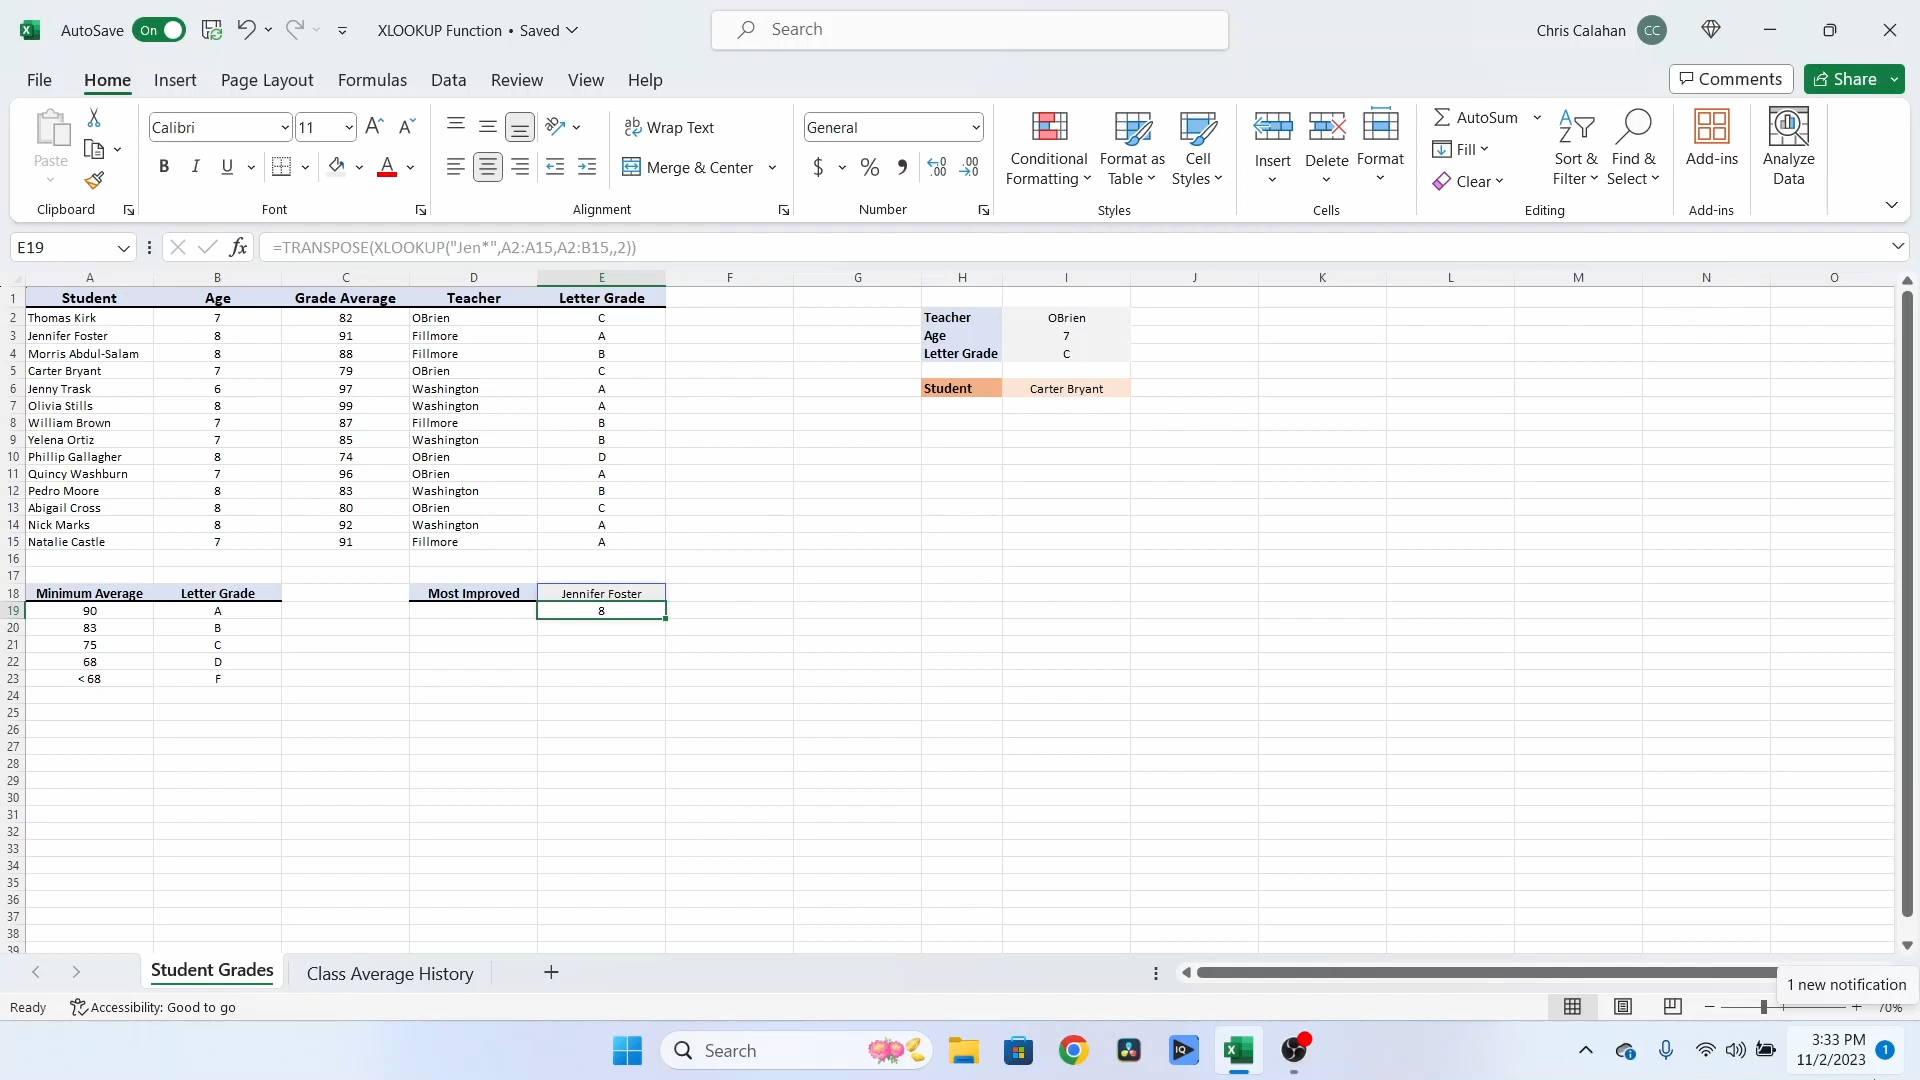 AutoSave On XLOOKUP Function • Saved Search Chris Calahan CC
File Home Insert Page Layout Formulas Data Review View Help Comments Share
Paste Calibri 11 Wrap Text General Conditional Formatting Format as Table Cell Styles Insert Delete Format AutoSum Fill Clear Sort & Filter Find & Select Add-ins Analyze Data
B I U Merge & Center $ % .00
Clipboard Font Alignment Number Styles Cells Editing Add-ins
E19 fx =TRANSPOSE(XLOOKUP("Jen*",A2:A15,A2:B15,,2))
A B C D E F G H I J K L M N O
1 Student Age Grade Average Teacher Letter Grade
2 Thomas Kirk 7 82 OBrien C Teacher OBrien
3 Jennifer Foster 8 91 Fillmore A Age 7
4 Morris Abdul-Salam 8 88 Fillmore B Letter Grade C
5 Carter Bryant 7 79 OBrien C
6 Jenny Trask 6 97 Washington A Student Carter Bryant
7 Olivia Stills 8 99 Washington A
8 William Brown 7 87 Fillmore B
9 Yelena Ortiz 7 85 Washington B
10 Phillip Gallagher 8 74 OBrien D
11 Quincy Washburn 7 96 OBrien A
12 Pedro Moore 8 83 Washington B
13 Abigail Cross 8 80 OBrien C
14 Nick Marks 8 92 Washington A
15 Natalie Castle 7 91 Fillmore A
16
17
18 Minimum Average Letter Grade Most Improved Jennifer Foster
19 90 A 8
20 83 B
21 75 C
22 68 D
23 < 68 F
24
25
26
27
28
29
30
31
32
33
34
35
36
37
38
39
Student Grades Class Average History
1 new notification
Ready Accessibility: Good to go 70%
Search 3:33 PM
11/2/2023 1